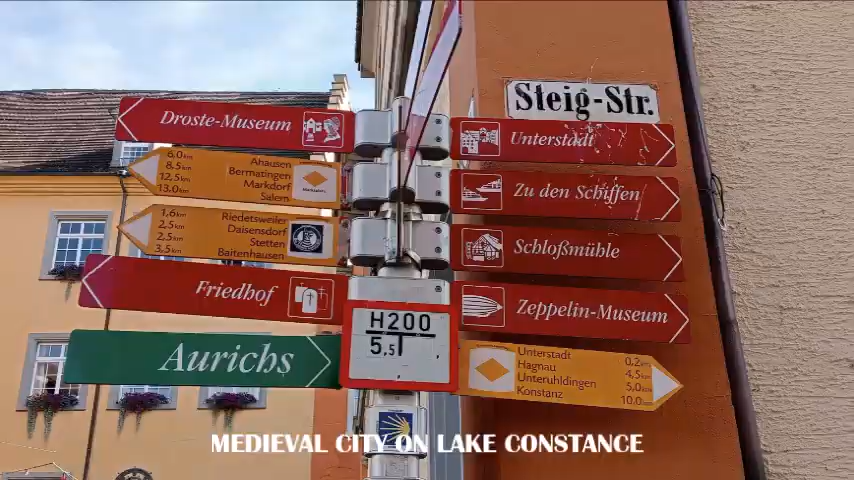 Steig-Str.
Droste-Museum
6.0 km Ahausen
8.5 km Bermatingen
12.5 km Markdorf
13.0 km Salem
1,6 km Riedetsweiler
2,5 km Daisendorf
2.5 km Stetten
3,5 km Baitenhausen
Friedhof
Aurichs
Unterstadt
Zu den Schiffen
Schloßmühle
Zeppelin-Museum
H200
5,5
Unterstadt 0.2 km
Hagnau 4,5 km
Unteruhldingen 5,0 km
Konstanz 10.0 km
MEDIEVAL CITY ON LAKE CONSTANCE